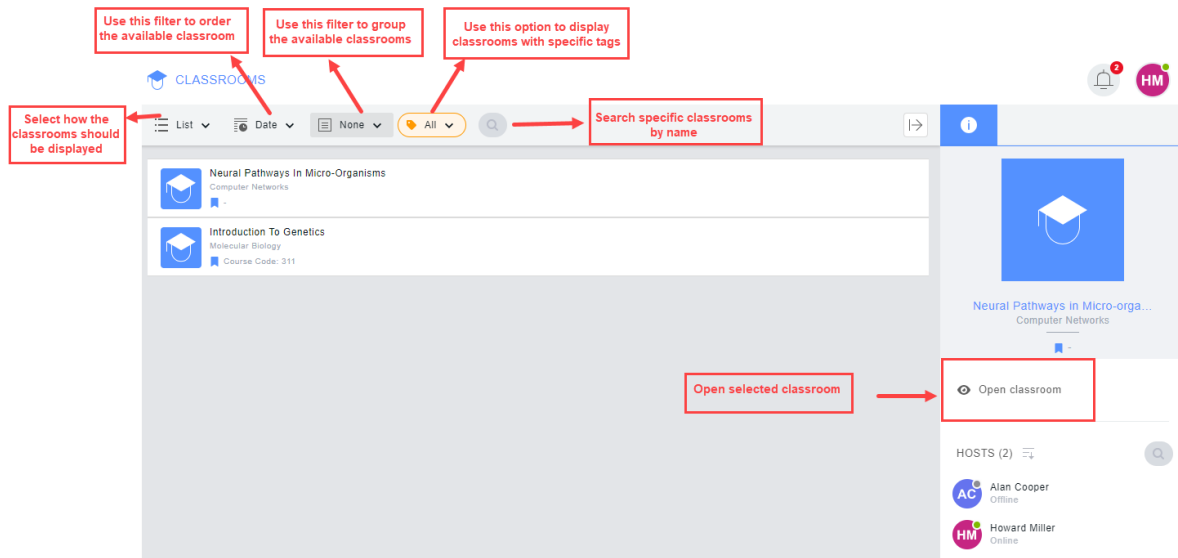 Use this filter to order
the available classroom
Use this filter to group
the available classrooms
Use this option to display
classrooms with specific tags
CLASSROOMS
2
HM
Select how the
classrooms should
be displayed
List
Date
None
All
Search specific classrooms
by name
Neural Pathways In Micro-Organisms
Computer Networks
-
Introduction To Genetics
Molecular Biology
Course Code: 311
Neural Pathways in Micro-orga...
Computer Networks
-
Open selected classroom
Open classroom
HOSTS (2)
AC
Alan Cooper
Offline
HM
Howard Miller
Online